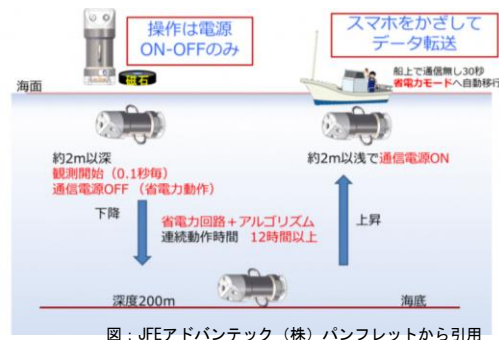 操作は電源
ON-OFFのみ
スマホをかざして
データ転送
磁石
船上で通信無し30秒
省電力モードへ自動移行
海面
約2m以深
観測開始（0.1秒毎）
通信電源OFF（省電力動作）
約2m以浅で通信電源ON
下降
省電力回路＋アルゴリズム
連続動作時間 12時間以上
上昇
深度200m
海底
図：JFEアドバンテック（株）パンフレットから引用